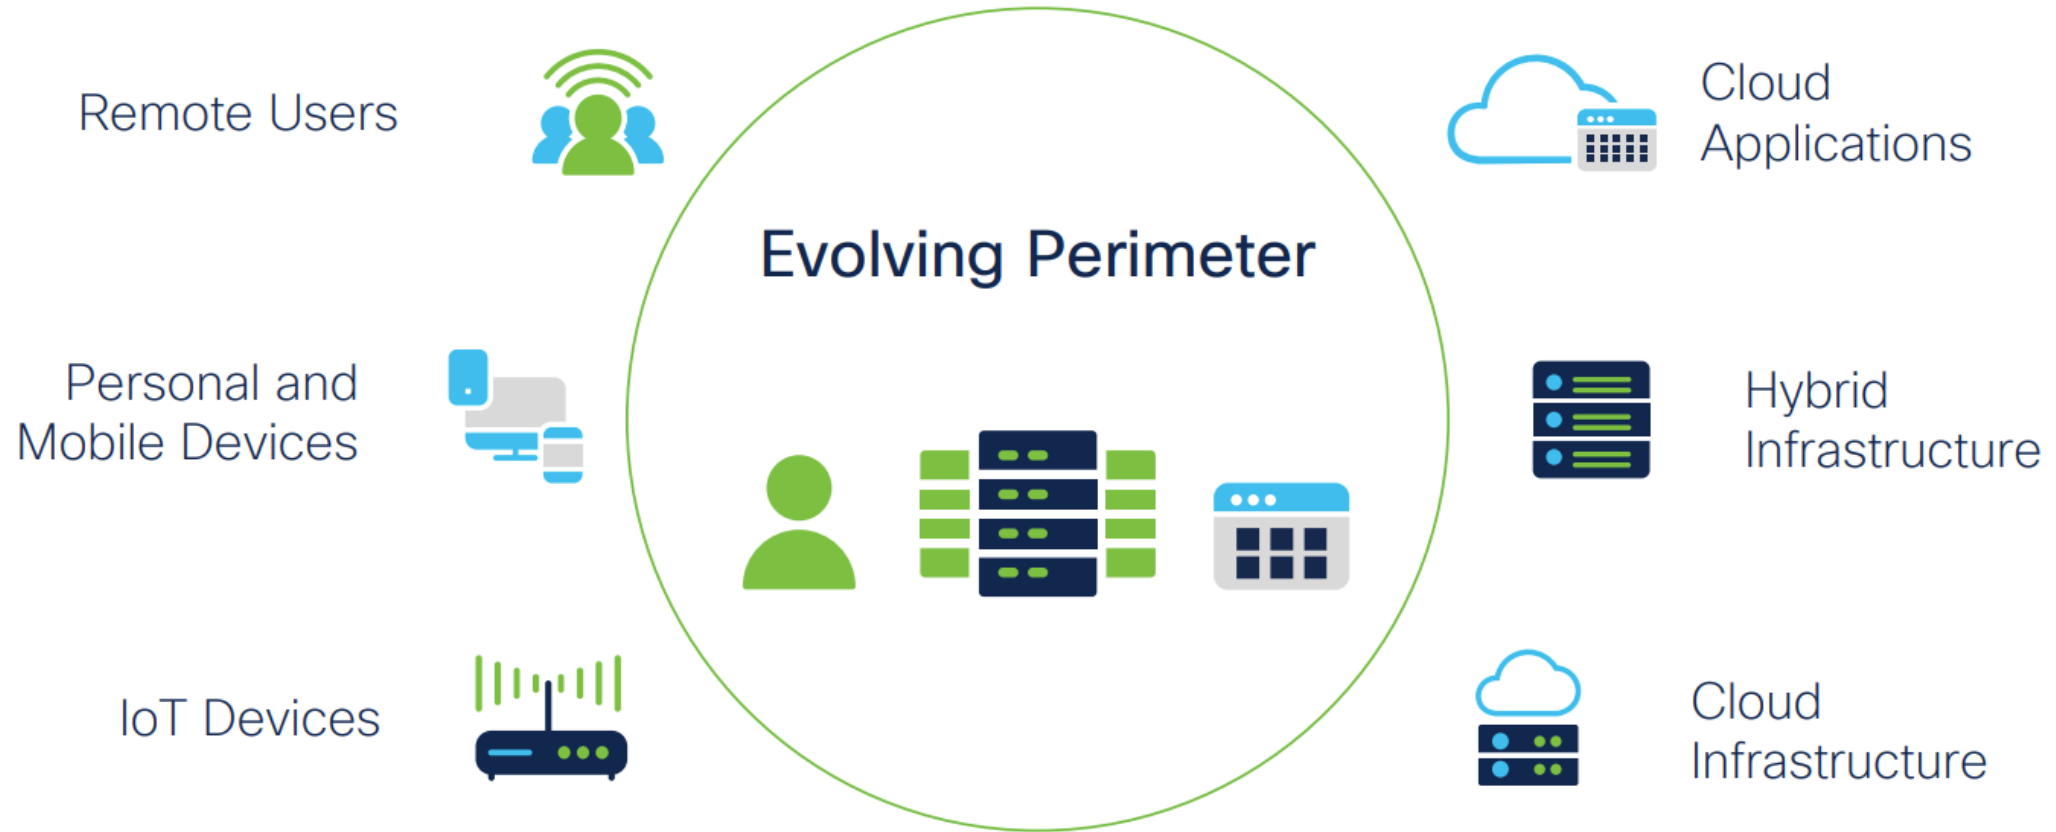 Remote Users
Personal and
Mobile Devices
IoT Devices
Evolving Perimeter
Cloud
Applications
Hybrid
Infrastructure
Cloud
Infrastructure